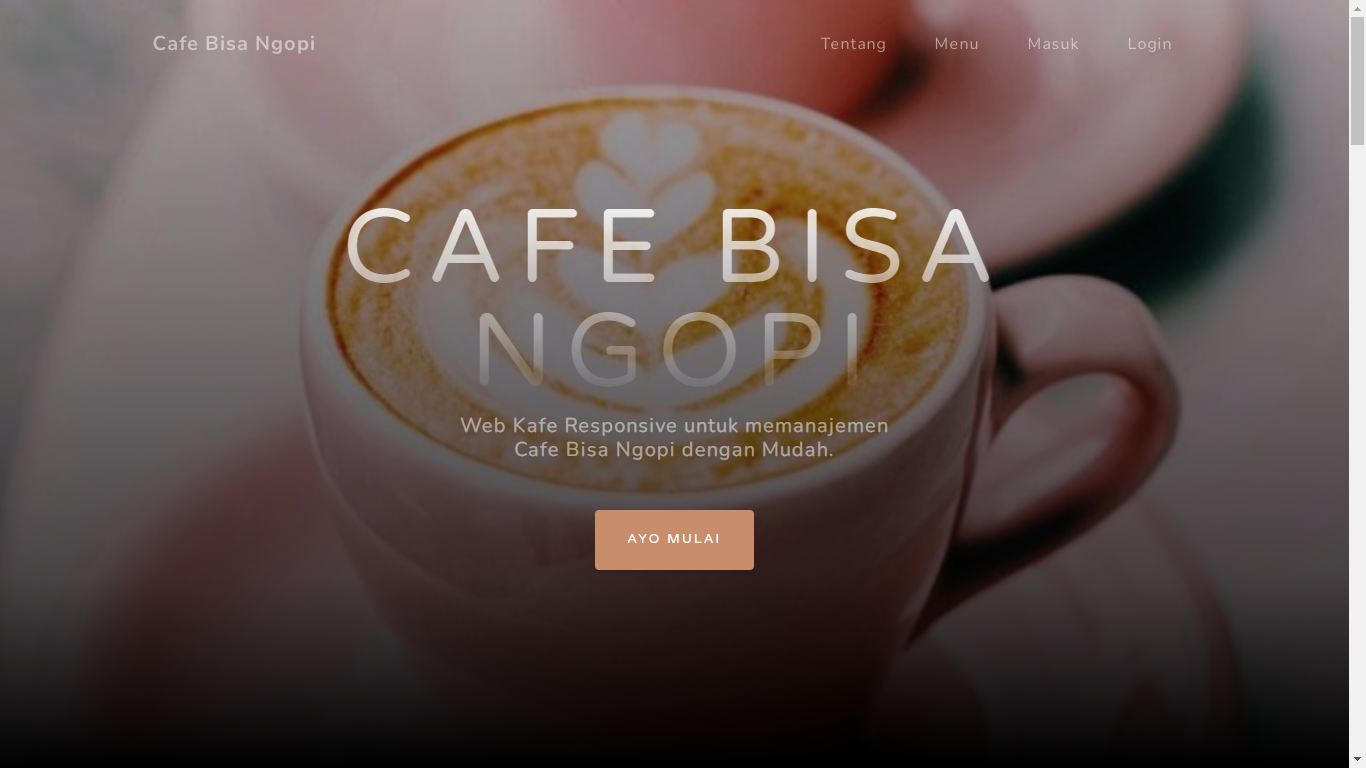 Cafe Bisa Ngopi
Tentang Menu Masuk Login
CAFE BISA
NGOPI
Web Kafe Responsive untuk memanajemen
Cafe Bisa Ngopi dengan Mudah.
AYO MULAI